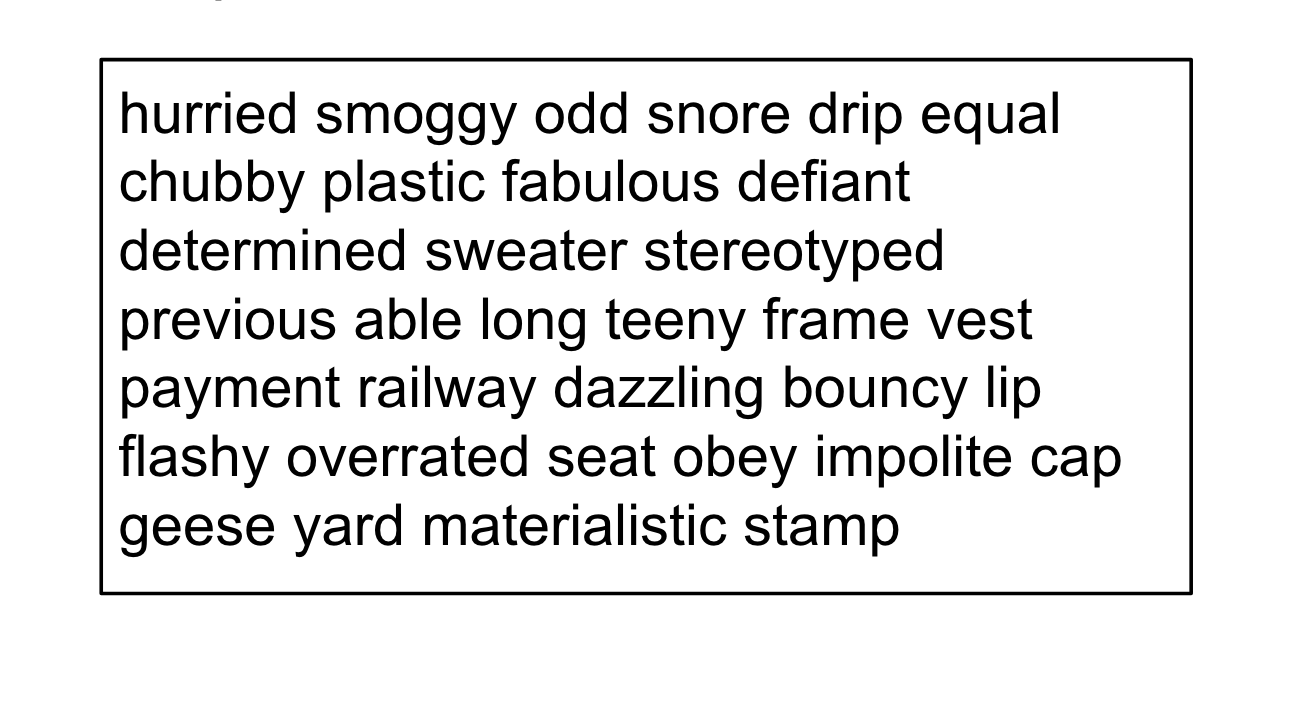 hurried smoggy odd snore drip equal
chubby plastic fabulous defiant
determined sweater stereotyped
previous able long teeny frame vest
payment railway dazzling bouncy lip
flashy overrated seat obey impolite cap
geese yard materialistic stamp